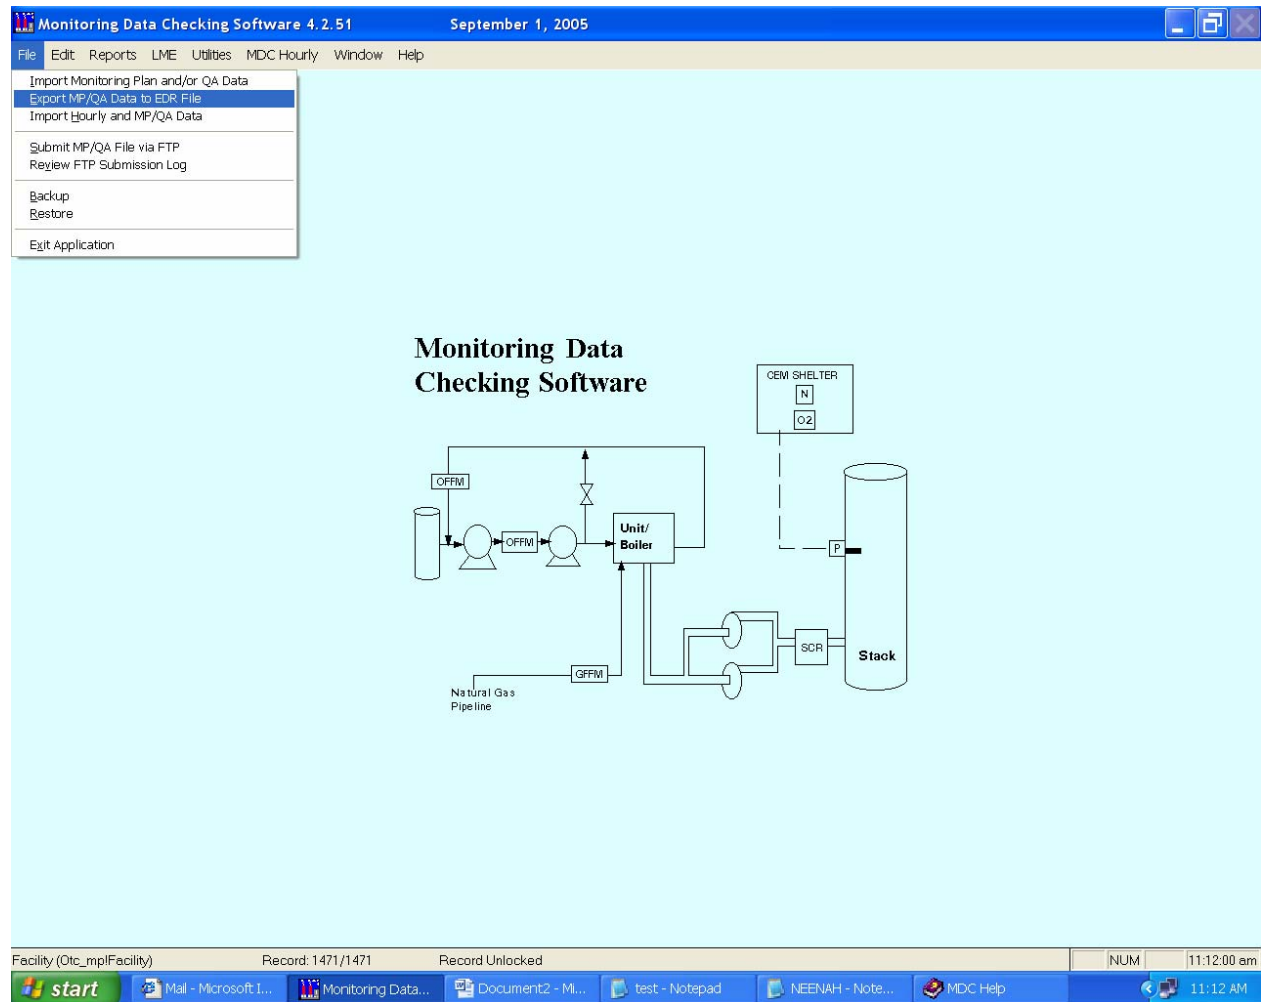 Monitoring Data Checking Software 4.2.51 September 1, 2005
File Edit Reports LME Utilities MDC Hourly Window Help
Import Monitoring Plan and/or QA Data
Export MP/QA Data to EDR File
Import Hourly and MP/QA Data
Submit MP/QA File via FTP
Review FTP Submission Log
Backup
Restore
Exit Application
Monitoring Data
Checking Software
CEM SHELTER
N
O2
OFFM
OFFM
Unit/
Boiler
P
GFFM
SCR
Stack
Natural Gas
Pipeline
Facility (Otc_mp!Facility) Record: 1471/1471 Record Unlocked NUM 11:12:00 am
start Mail - Microsoft I... Monitoring Data... Document2 - Mi... test - Notepad NEENAH - Note... MDC Help 11:12 AM